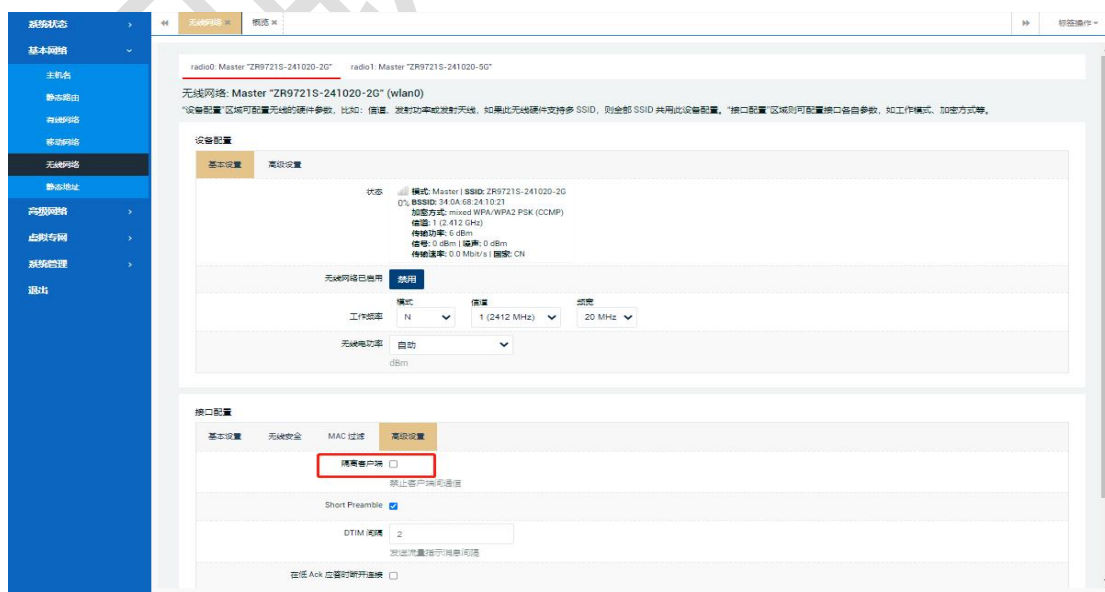 系统状态
基本网络
主机名
静态路由
有线网络
移动网络
无线网络
静态地址
高级网络
虚拟专网
系统管理
退出
无线网络
概览
标签操作
radio0: Master "ZR9721S-241020-2G"
radio1: Master "ZR9721S-241020-5G"
无线网络: Master "ZR9721S-241020-2G" (wlan0)
"设备配置"区域可配置无线的硬件参数，比如：信道、发射功率或发射天线，如果此无线硬件支持多 SSID，则全部 SSID 共用此设备配置。"接口配置"区域则可配置接口各自参数，如工作模式、加密方式等。
设备配置
基本设置 高级设置
状态
模式: Master | SSID: ZR9721S-241020-2G
0% BSSID: 34:0A:68:24:10:21
加密方式: mixed WPA/WPA2 PSK (CCMP)
信道: 1 (2.412 GHz)
传输功率: 6 dBm
信号: 0 dBm | 噪声: 0 dBm
传输速率: 0.0 Mbit/s | 国家: CN
无线网络已启用 禁用
模式 信道 频宽
工作频率 N 1 (2412 MHz) 20 MHz
无线电功率 自动
dBm
接口配置
基本设置 无线安全 MAC 过滤 高级设置
隔离客户端
禁止客户端间通信
Short Preamble
DTIM 间隔 2
发送流量指示消息间隔
在低 Ack 应答时断开连接